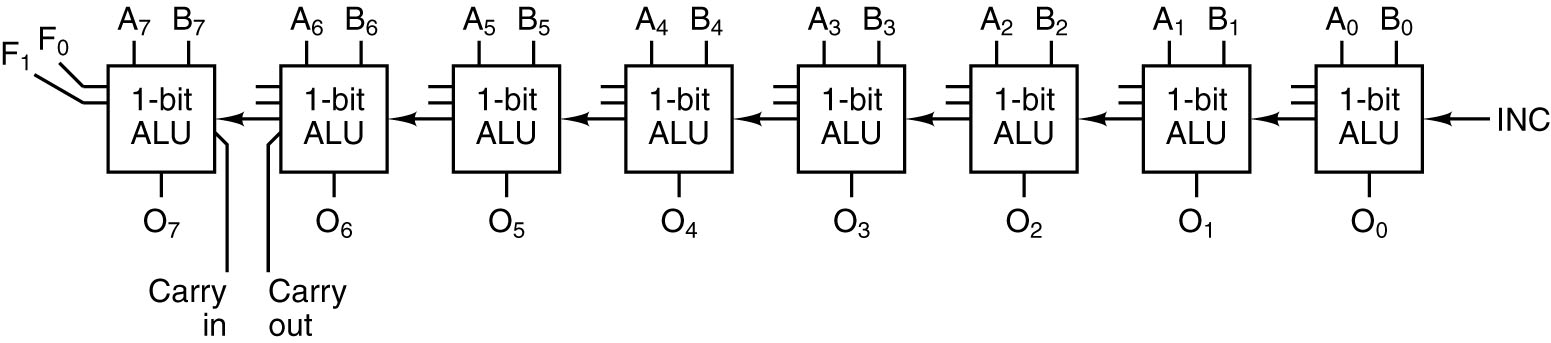 A₇ B₇ A₆ B₆ A₅ B₅ A₄ B₄ A₃ B₃ A₂ B₂ A₁ B₁ A₀ B₀
F₁ F₀
1-bit 1-bit 1-bit 1-bit 1-bit 1-bit 1-bit 1-bit
ALU ALU ALU ALU ALU ALU ALU ALU INC
O₇ O₆ O₅ O₄ O₃ O₂ O₁ O₀
Carry Carry
in out